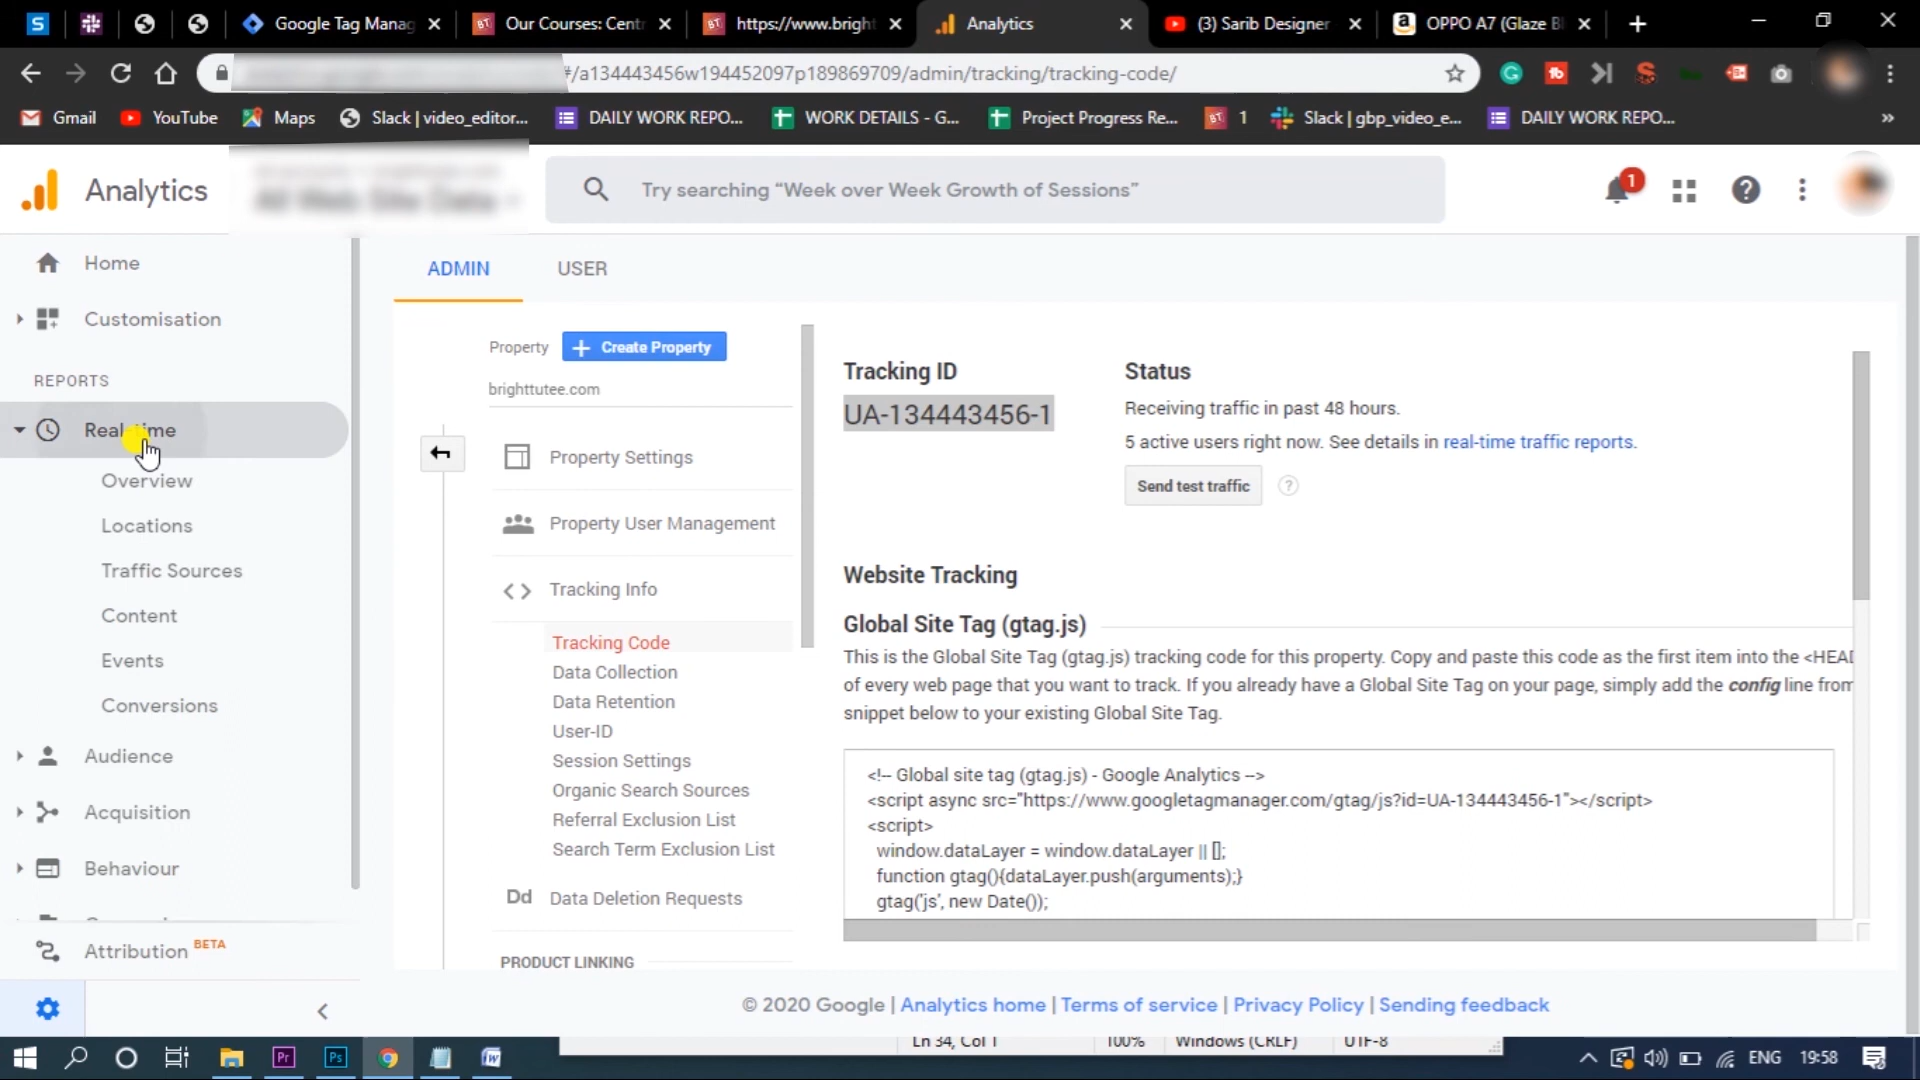 Google Tag Manag
Our Courses: Centr
https://www.bright
Analytics
(3) Sarib Designer
OPPO A7 (Glaze Bl
#/a134443456w194452097p189869709/admin/tracking/tracking-code/
Gmail
YouTube
Maps
Slack | video_editor...
DAILY WORK REPO...
WORK DETAILS - G...
Project Progress Re...
1
Slack | gbp_video_e...
DAILY WORK REPO...
»
Analytics
All Web Site Data
Try searching “Week over Week Growth of Sessions”
1
Home
Customisation
REPORTS
Real-time
Overview
Locations
Traffic Sources
Content
Events
Conversions
Audience
Acquisition
Behaviour
Attribution BETA
ADMIN
USER
Property
Create Property
brighttutee.com
Property Settings
Property User Management
Tracking Info
Tracking Code
Data Collection
Data Retention
User-ID
Session Settings
Organic Search Sources
Referral Exclusion List
Search Term Exclusion List
Dd Data Deletion Requests
PRODUCT LINKING
Tracking ID
UA-134443456-1
Status
Receiving traffic in past 48 hours.
5 active users right now. See details in real-time traffic reports.
Send test traffic
?
Website Tracking
Global Site Tag (gtag.js)
This is the Global Site Tag (gtag.js) tracking code for this property. Copy and paste this code as the first item into the <HEAD
of every web page that you want to track. If you already have a Global Site Tag on your page, simply add the config line from
snippet below to your existing Global Site Tag.
<!-- Global site tag (gtag.js) - Google Analytics -->
<script async src="https://www.googletagmanager.com/gtag/js?id=UA-134443456-1"></script>
<script>
window.dataLayer = window.dataLayer || [];
function gtag(){dataLayer.push(arguments);}
gtag('js', new Date());
© 2020 Google | Analytics home | Terms of service | Privacy Policy | Sending feedback
Ln 34, Col 1
100%
Windows (CRLF)
UTF-8
ENG
19:58